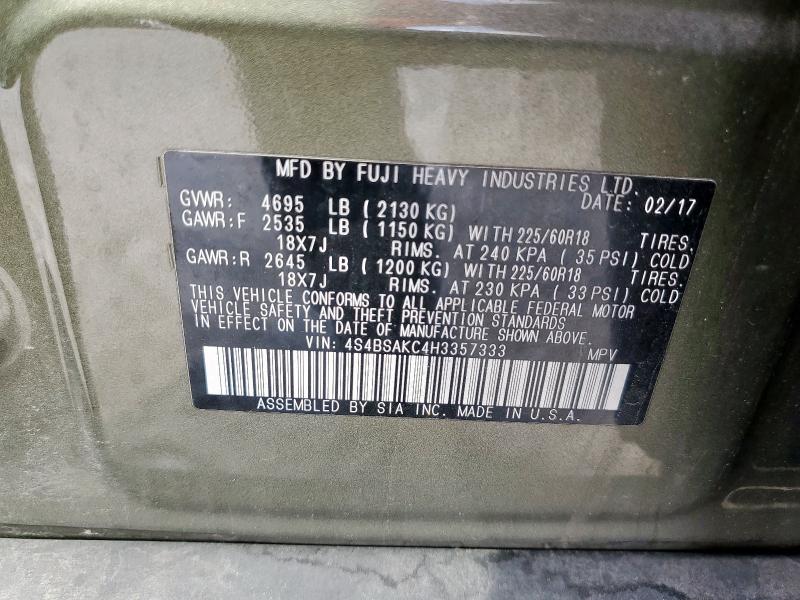 MFD BY FUJI HEAVY INDUSTRIES LTD.
DATE: 02/17
GVWR: 4695 LB ( 2130 KG)
GAWR:F 2535 LB ( 1150 KG) WITH 225/60R18 TIRES.
18X7J RIMS. AT 240 KPA ( 35 PSI) COLD
GAWR:R 2645 LB ( 1200 KG) WITH 225/60R18 TIRES.
18X7J RIMS. AT 230 KPA ( 33 PSI) COLD
THIS VEHICLE CONFORMS TO ALL APPLICABLE FEDERAL MOTOR
VEHICLE SAFETY AND THEFT PREVENTION STANDARDS
IN EFFECT ON THE DATE OF MANUFACTURE SHOWN ABOVE.
VIN: 4S4BSAKC4H3357333 MPV
ASSEMBLED BY SIA INC. MADE IN U.S.A.